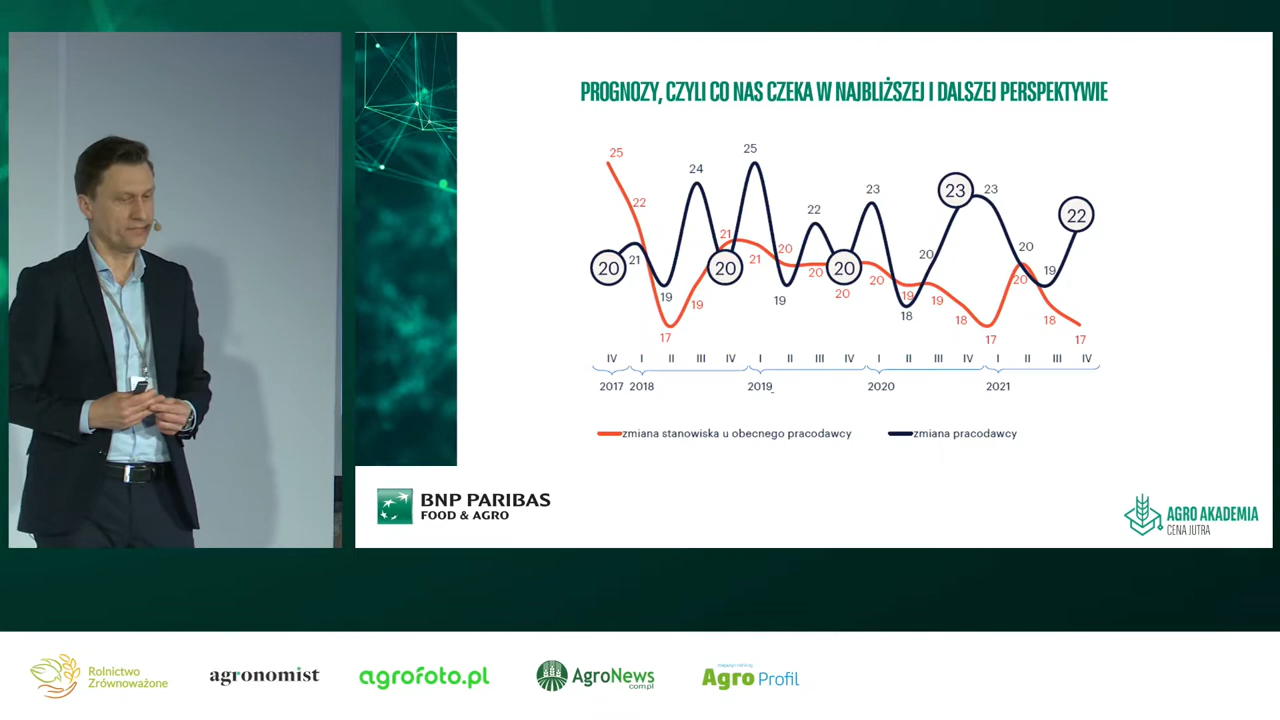 PROGNOZY, CZYLI CO NAS CZEKA W NAJBLIŻSZEJ I DALSZEJ PERSPEKTYWIE
25
22
17
19
21
21
20
20
20
20
19
19
18
17
20
18
17
20
21
19
24
20
25
19
22
20
23
18
20
23
23
20
19
22
IV I II III IV I II III IV I II III IV I II III IV
2017 2018 2019 2020 2021
zmiana stanowiska u obecnego pracodawcy zmiana pracodawcy
BNP PARIBAS
FOOD & AGRO
AGRO AKADEMIA
CENA JUTRA
Rolnictwo
Zrównoważone
agronomist
agrofoto.pl
AgroNews
com.pl
Agro Profil